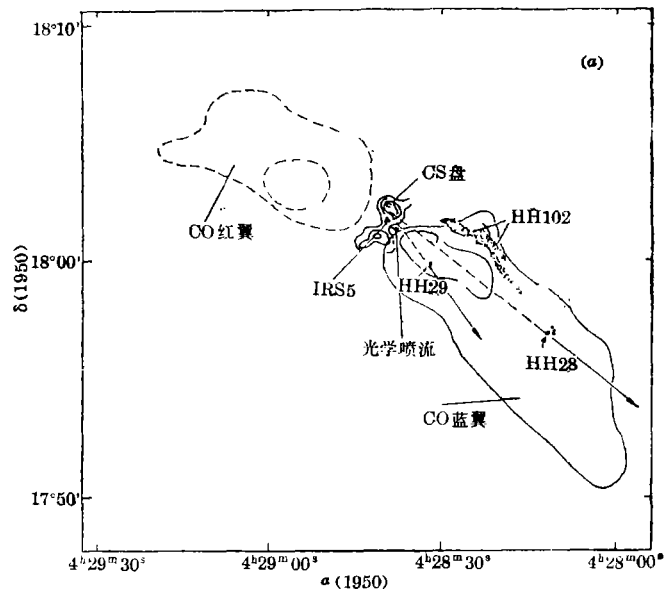 18°10'
(a)
CS盘
HH102
CO红翼
δ(1950)
18°00'
IRS5
HH29
光学喷流
HH28
CO蓝翼
17°50'
4ʰ29ᵐ30ˢ
4ʰ29ᵐ00ˢ
4ʰ28ᵐ30ˢ
4ʰ28ᵐ00ˢ
α(1950)